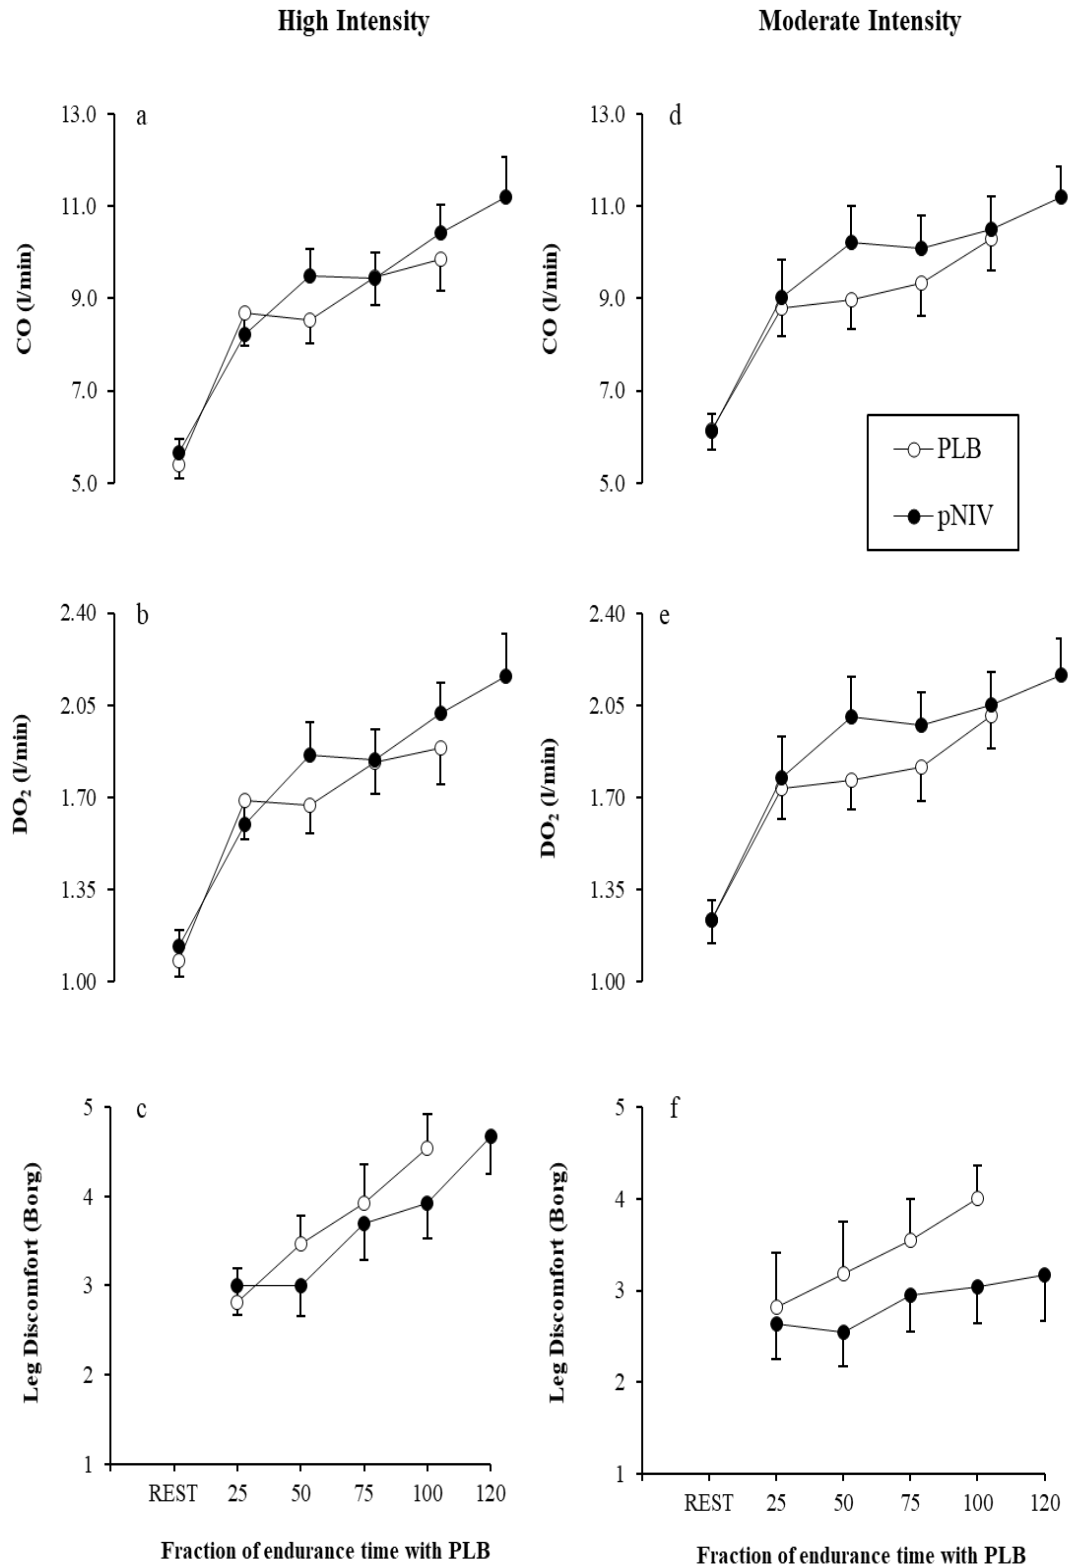 High Intensity
Moderate Intensity
a
d
13.0
11.0
9.0
7.0
5.0
CO (l/min)
13.0
11.0
9.0
7.0
5.0
CO (l/min)
PLB
pNIV
b
e
2.40
2.05
1.70
1.35
1.00
DO₂ (l/min)
2.40
2.05
1.70
1.35
1.00
DO₂ (l/min)
c
f
5
4
3
2
1
Leg Discomfort (Borg)
5
4
3
2
1
Leg Discomfort (Borg)
REST 25 50 75 100 120
REST 25 50 75 100 120
Fraction of endurance time with PLB
Fraction of endurance time with PLB